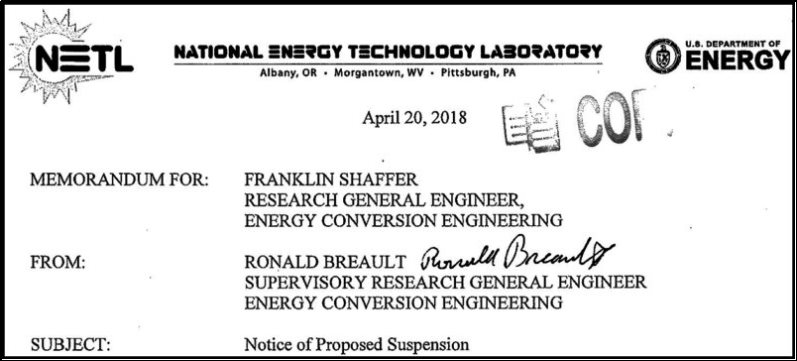 NETL
NATIONAL ENERGY TECHNOLOGY LABORATORY
Albany, OR • Morgantown, WV • Pittsburgh, PA
U.S. DEPARTMENT OF
ENERGY
April 20, 2018
MEMORANDUM FOR: FRANKLIN SHAFFER
RESEARCH GENERAL ENGINEER,
ENERGY CONVERSION ENGINEERING
FROM: RONALD BREAULT Ronald Breault
SUPERVISORY RESEARCH GENERAL ENGINEER
ENERGY CONVERSION ENGINEERING
SUBJECT: Notice of Proposed Suspension